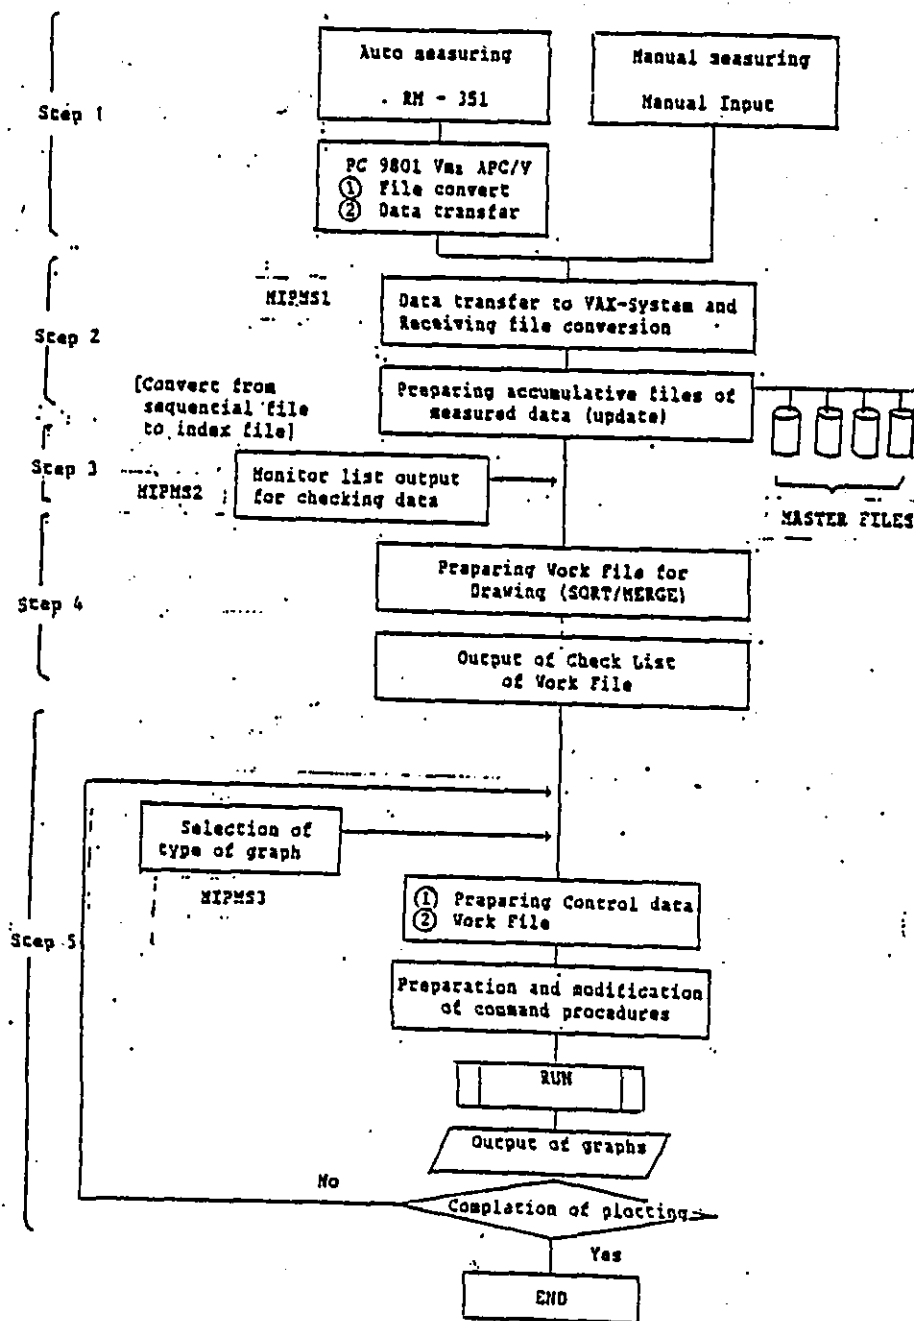 Auto measuring
RM - 351
Manual measuring
Manual Input
Step 1
PC 9801 Vm2 APC/V
① File convert
② Data transfer
MIPMS1
Data transfer to VAX-System and
Receiving file conversion
Step 2
Preparing accumulative files of
measured data (update)
[Convert from
sequencial file
to index file]
Step 3
MIPMS2
Monitor list output
for checking data
MASTER FILES
Preparing Work file for
Drawing (SORT/MERGE)
Step 4
Output of Check List
of Work File
Selection of
type of graph
MIPMS3
① Preparing Control data
② Work File
Step 5
Preparation and modification
of command procedures
RUN
Output of graphs
No
Complation of plotting
Yes
END